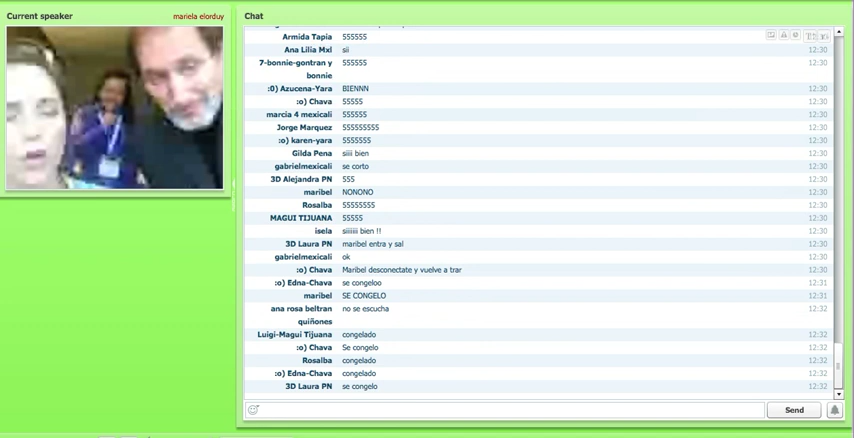 Current speaker
mariela elorduy
Chat
Armida Tapia 555555 12:30
Ana Lilia Mxl sii 12:30
7-bonnie-gontran y 555555 12:30
bonnie
:0) Azucena-Yara BIENNN 12:30
:o) Chava 55555 12:30
marcia 4 mexicali 555555 12:30
Jorge Marquez 555555555 12:30
:o) karen-yara 5555555 12:30
Gilda Pena siii bien 12:30
gabrielmexicali se corto 12:30
3D Alejandra PN 555 12:30
maribel NONONO 12:30
Rosalba 55555555 12:30
MAGUI TIJUANA 55555 12:30
isela siiiiii bien !! 12:30
3D Laura PN maribel entra y sal 12:30
gabrielmexicali ok 12:30
:o) Chava Maribel desconectate y vuelve a trar 12:30
:o) Edna-Chava se congeloo 12:31
maribel SE CONGELO 12:31
ana rosa beltran no se escucha 12:32
quiñones
Luigi-Magui Tijuana congelado 12:32
:o) Chava Se congelo 12:32
Rosalba congelado 12:32
:o) Edna-Chava congelado 12:32
3D Laura PN se congelo 12:32
Send